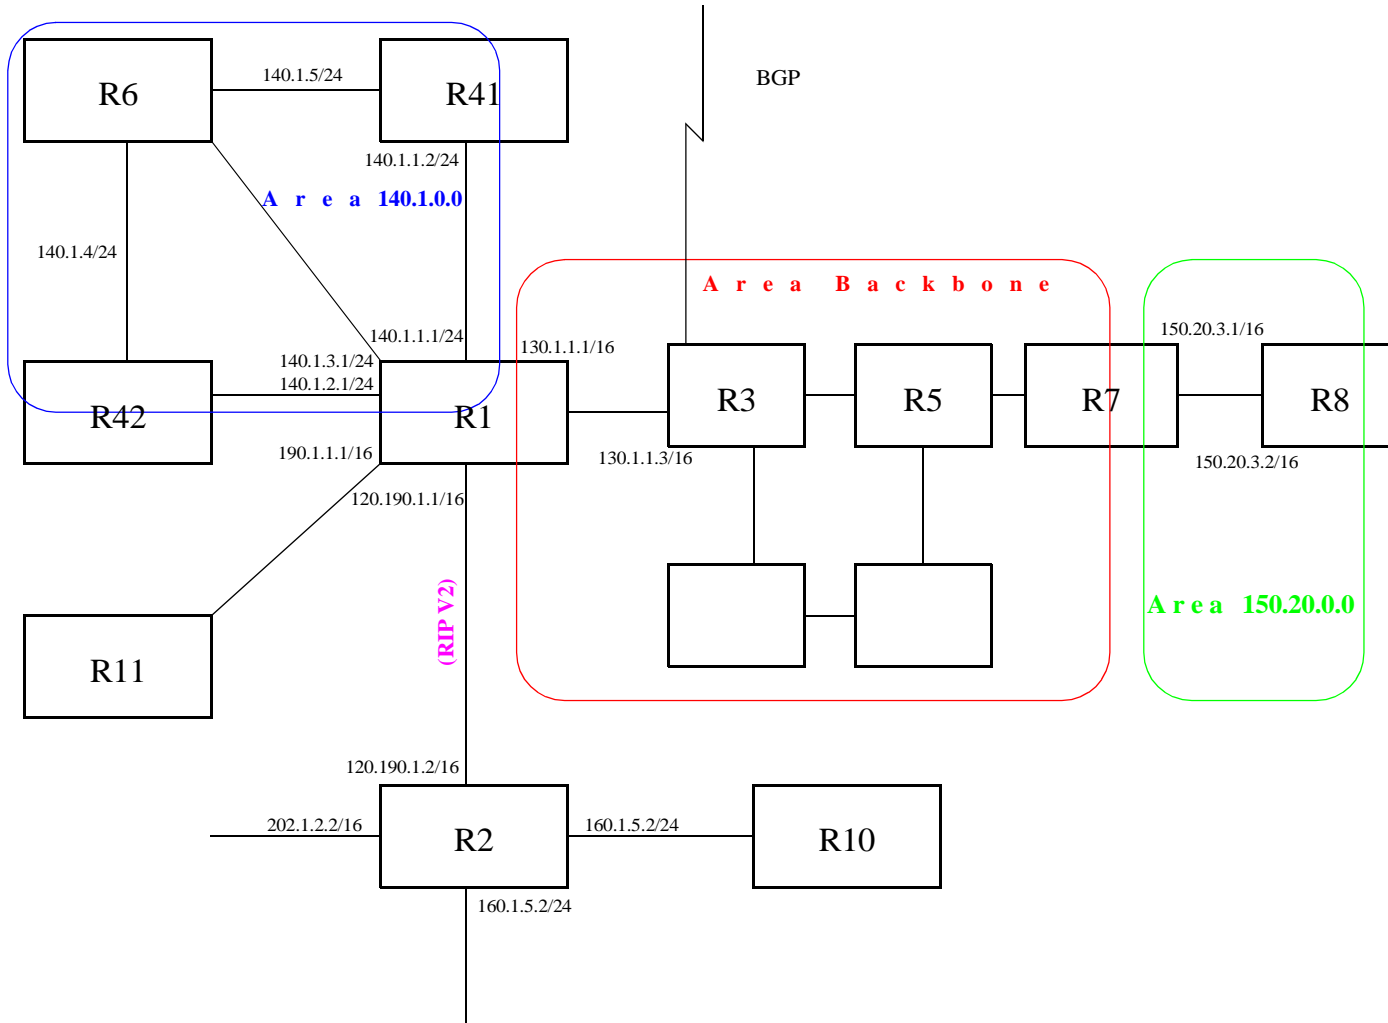 R6
140.1.5/24
R41
BGP
140.1.1.2/24
Area 140.1.0.0
140.1.4/24
Area Backbone
140.1.1.1/24
130.1.1.1/16
150.20.3.1/16
140.1.3.1/24
140.1.2.1/24
R42
R1
R3
R5
R7
R8
190.1.1.1/16
130.1.1.3/16
150.20.3.2/16
120.190.1.1/16
(RIP V2)
Area 150.20.0.0
R11
120.190.1.2/16
202.1.2.2/16
R2
160.1.5.2/24
R10
160.1.5.2/24